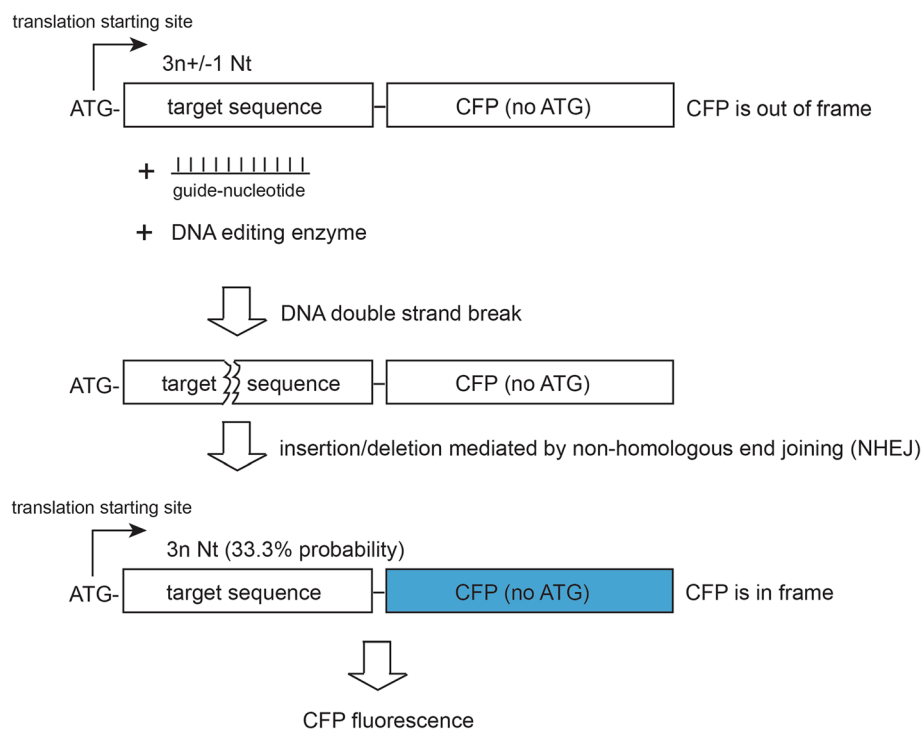 translation starting site
3n+/-1 Nt
ATG- target sequence CFP (no ATG) CFP is out of frame
+
guide-nucleotide
+ DNA editing enzyme
DNA double strand break
ATG- target sequence CFP (no ATG)
insertion/deletion mediated by non-homologous end joining (NHEJ)
translation starting site
3n Nt (33.3% probability)
ATG- target sequence CFP (no ATG) CFP is in frame
CFP fluorescence